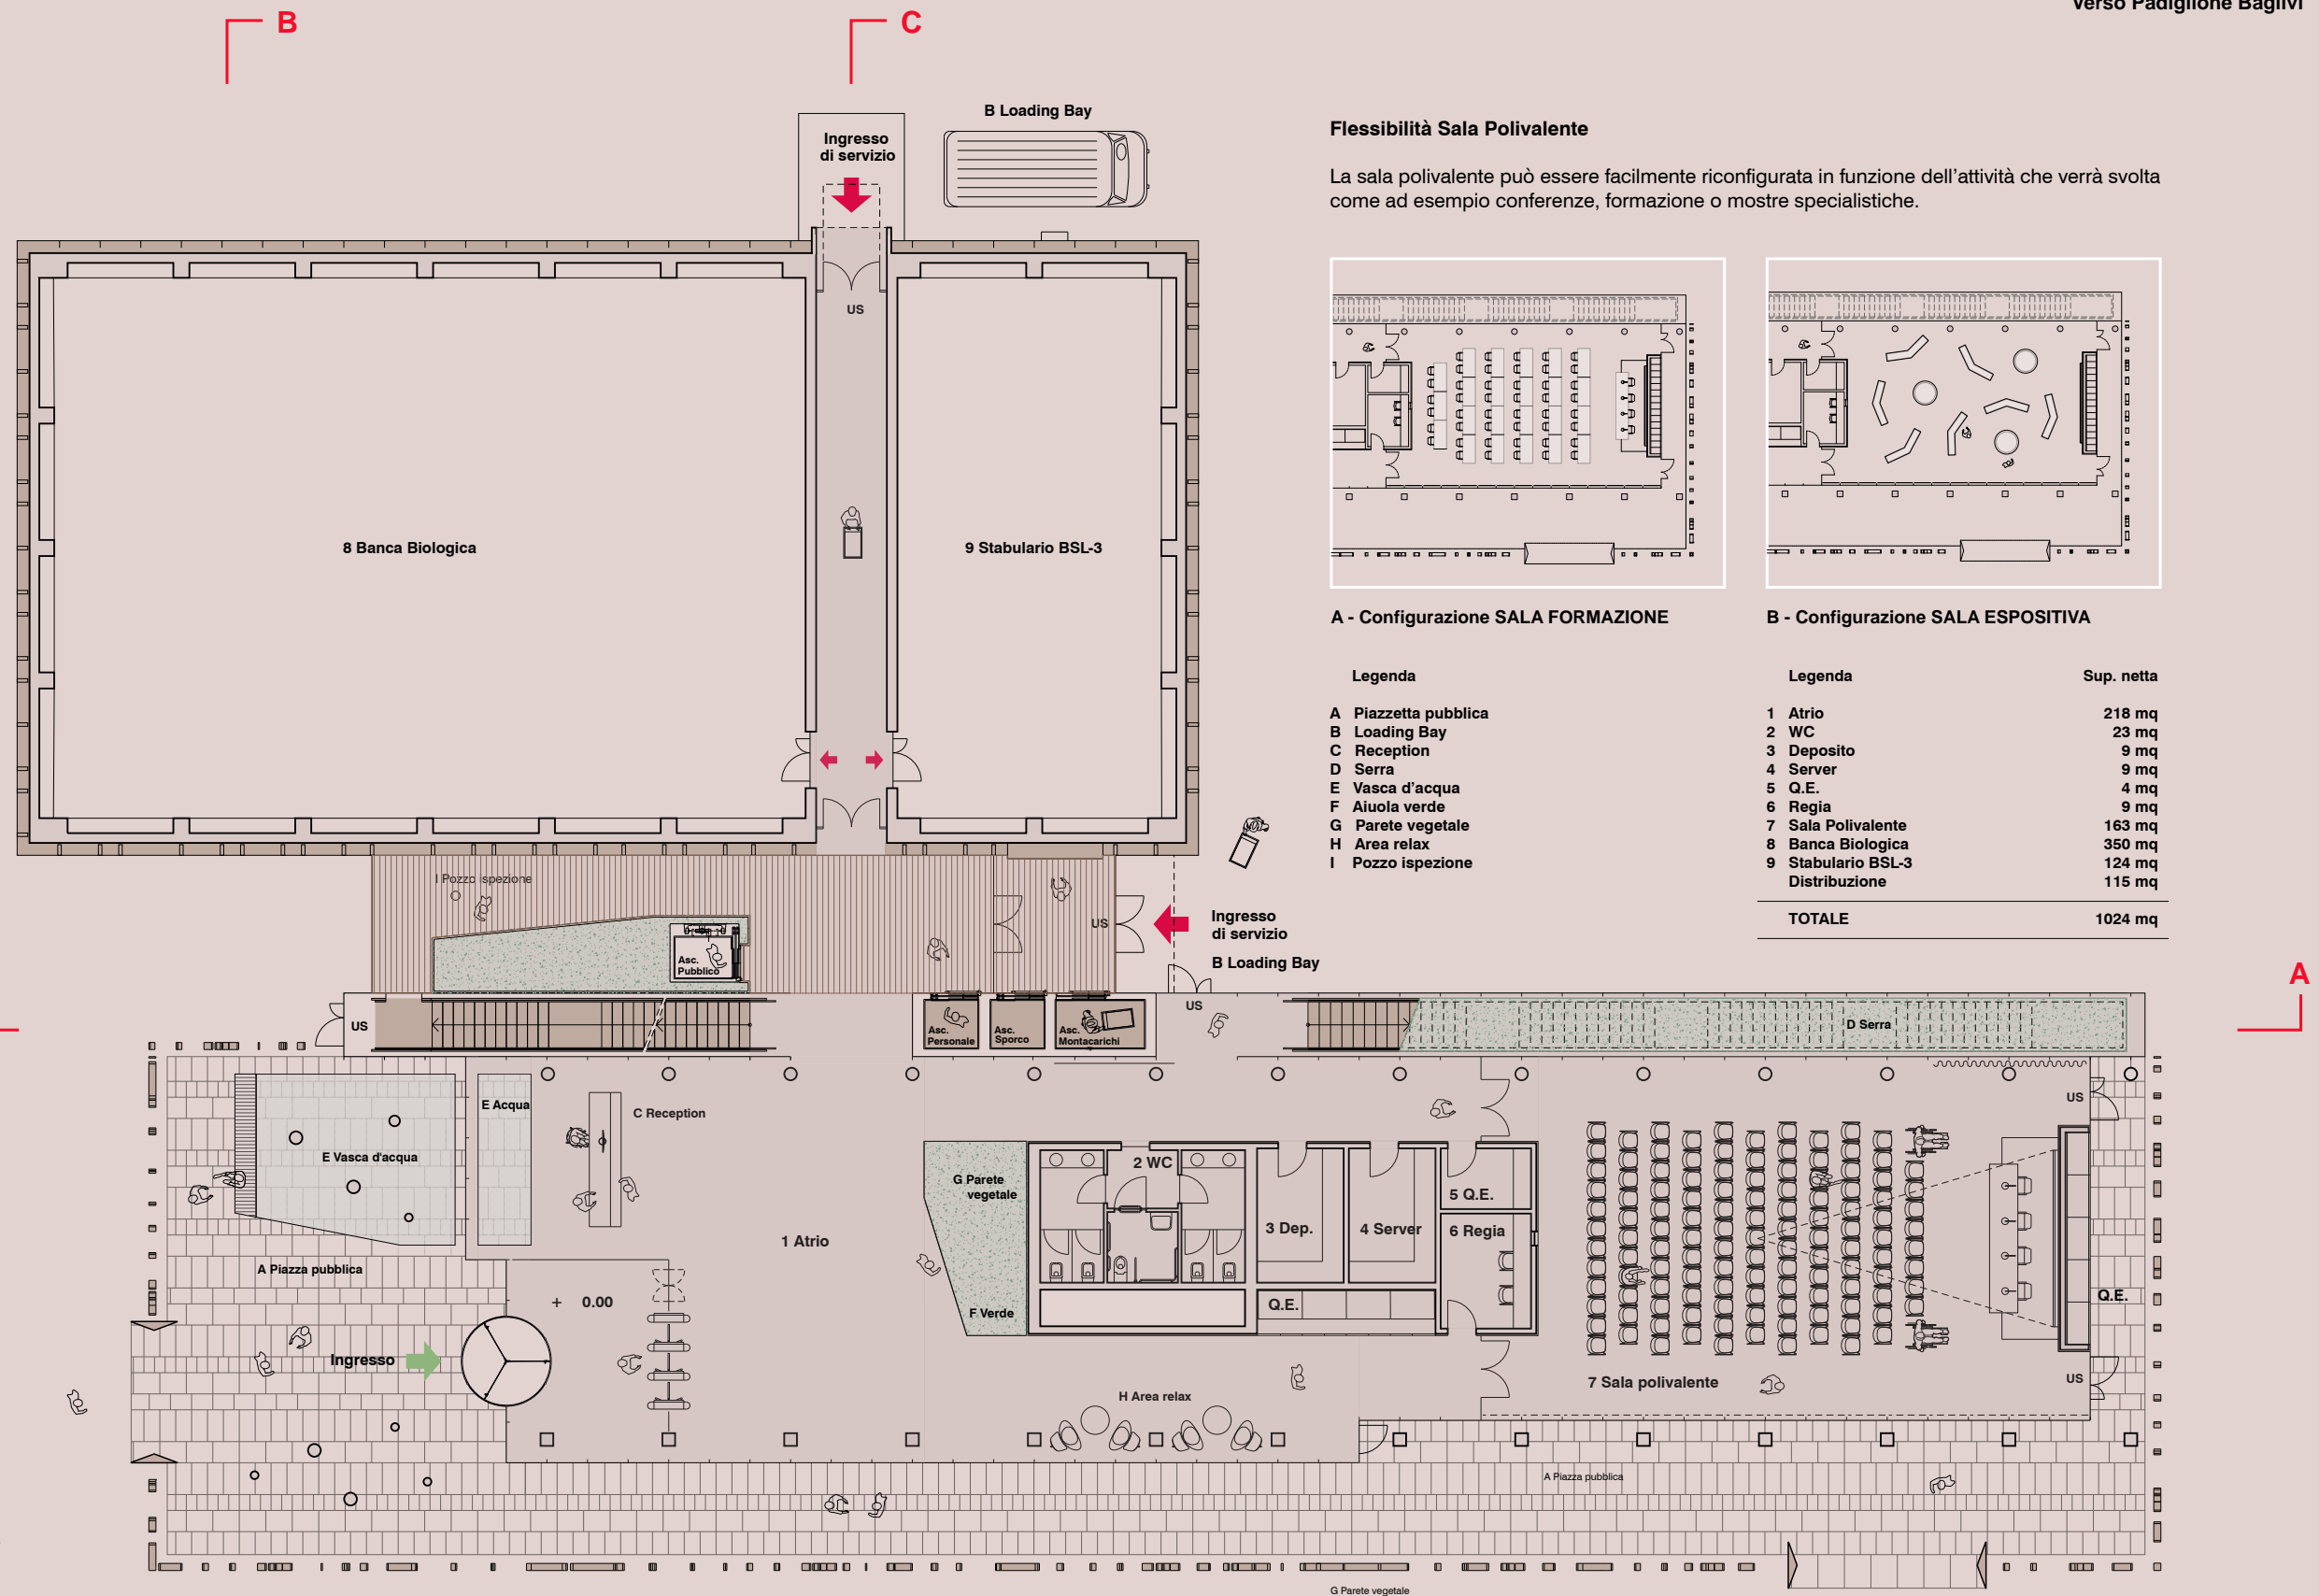 Verso Padiglione Baglivi
B
C
B Loading Bay
Ingresso
di servizio
US
8 Banca Biologica
9 Stabulario BSL-3
Flessibilità Sala Polivalente
La sala polivalente può essere facilmente riconfigurata in funzione dell’attività che verrà svolta
come ad esempio conferenze, formazione o mostre specialistiche.
A - Configurazione SALA FORMAZIONE
B - Configurazione SALA ESPOSITIVA
Legenda
A Piazzetta pubblica
B Loading Bay
C Reception
D Serra
E Vasca d’acqua
F Aiuola verde
G Parete vegetale
H Area relax
I Pozzo ispezione
Legenda Sup. netta
1 Atrio 218 mq
2 WC 23 mq
3 Deposito 9 mq
4 Server 9 mq
5 Q.E. 4 mq
6 Regia 9 mq
7 Sala Polivalente 163 mq
8 Banca Biologica 350 mq
9 Stabulario BSL-3 124 mq
Distribuzione 115 mq
TOTALE 1024 mq
I Pozzo ispezione
US
Ingresso
di servizio
B Loading Bay
Asc.
Pubblico
A
US
Asc.
Personale
Asc.
Sporco
Asc.
Montacarichi
US
D Serra
E Acqua
C Reception
US
E Vasca d'acqua
G Parete
vegetale
2 WC
5 Q.E.
3 Dep.
4 Server
6 Regia
1 Atrio
A Piazza pubblica
+ 0.00
F Verde
Q.E.
Q.E.
Ingresso
H Area relax
7 Sala polivalente
US
A Piazza pubblica
G Parete vegetale